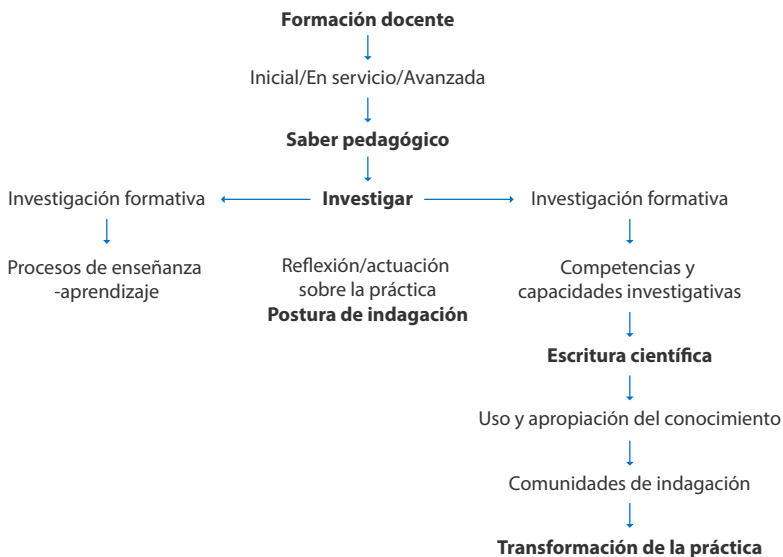 Formación docente
Inicial/En servicio/Avanzada
Saber pedagógico
Investigación formativa
Investigar
Investigación formativa
Procesos de enseñanza
-aprendizaje
Reflexión/actuación
sobre la práctica
Postura de indagación
Competencias y
capacidades investigativas
Escritura científica
Uso y apropiación del conocimiento
Comunidades de indagación
Transformación de la práctica